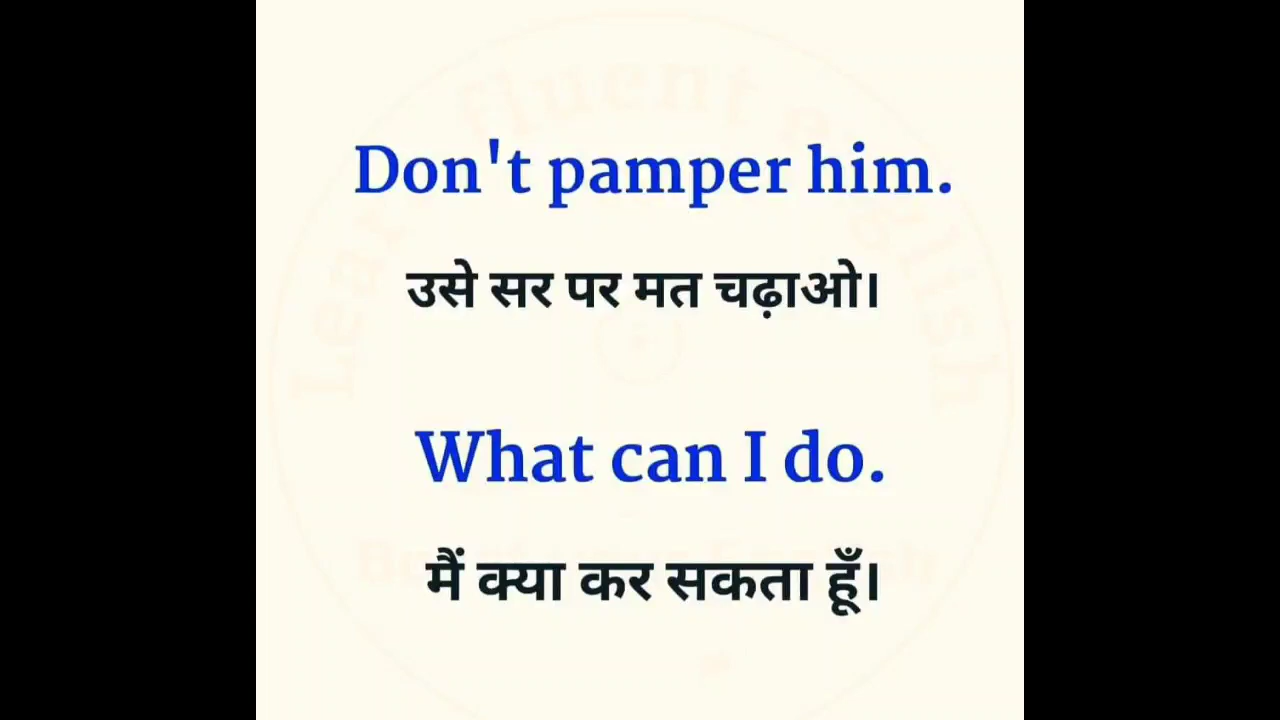 Don't pamper him.
उसे सर पर मत चढ़ाओ।
What can I do.
मैं क्या कर सकता हूँ।